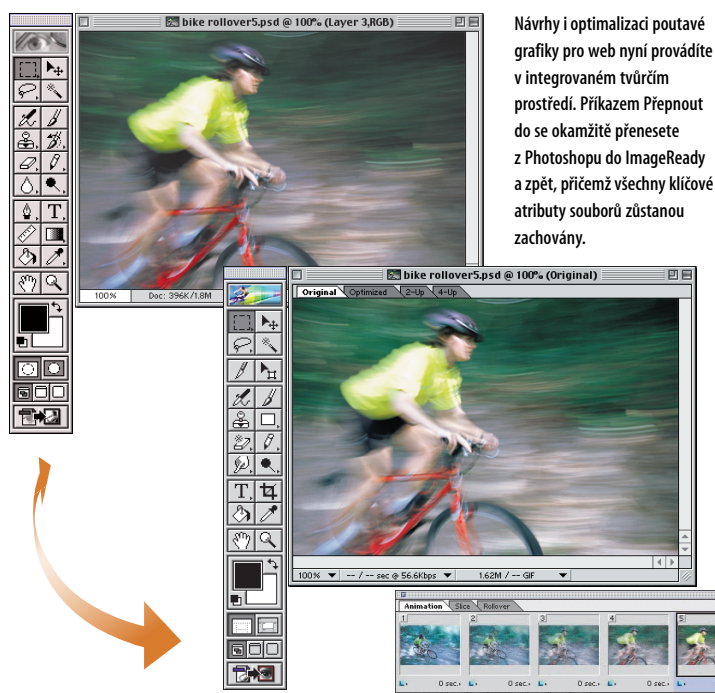 bike rollover5.psd @ 100% (Layer 3,RGB)
Návrhy i optimalizaci poutavé
grafiky pro web nyní provádíte
v integrovaném tvůrčím
prostředí. Příkazem Přepnout
do se okamžitě přenesete
z Photoshopu do ImageReady
a zpět, přičemž všechny klíčové
atributy souborů zůstanou
zachovány.
T
100% Doc: 396K/1.8M
bike rollover5.psd @ 100% (Original)
Original Optimized 2-Up 4-Up
T
100% -- / -- sec @ 56.6Kbps 1.62M / -- GIF
Animation Slice Rollover
1 2 3 4 5
0 sec. 0 sec. 0 sec. 0 sec.